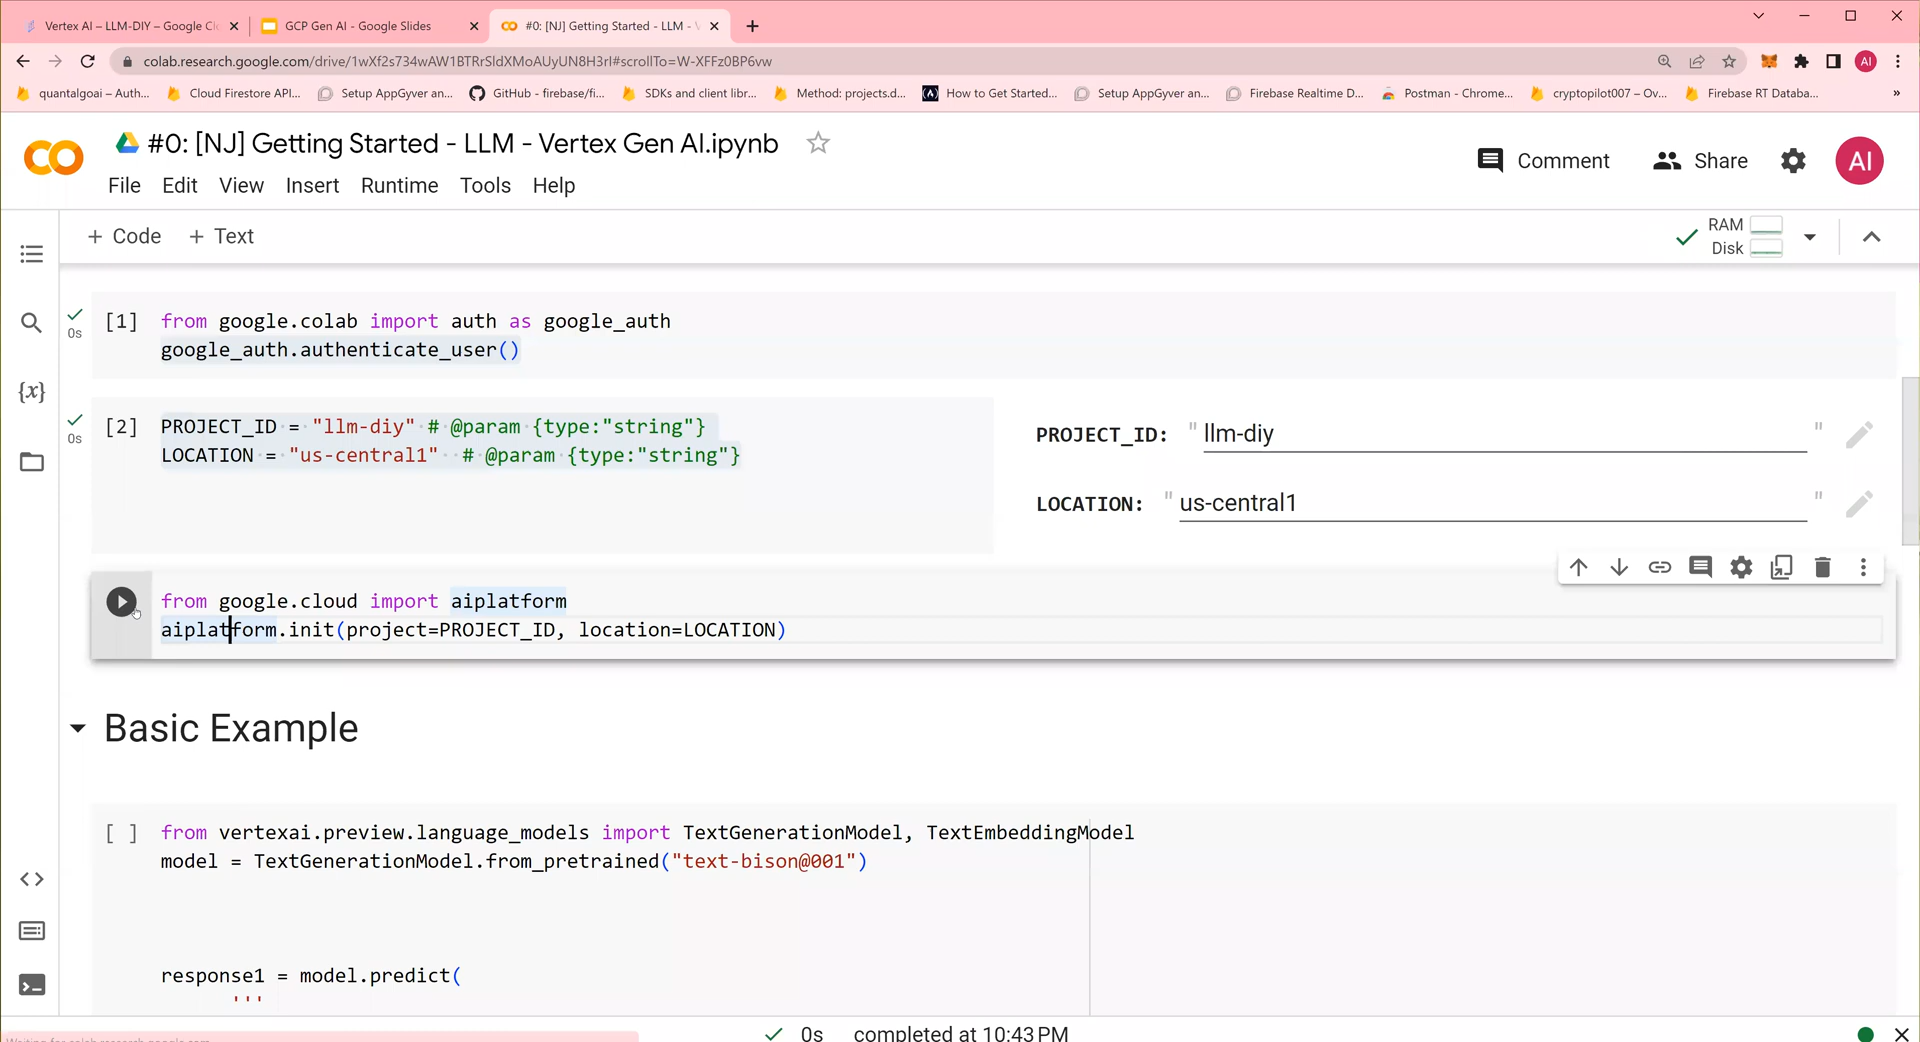 Vertex AI – LLM-DIY – Google Cl
GCP Gen AI - Google Slides
#0: [NJ] Getting Started - LLM - V
colab.research.google.com/drive/1wXf2s734wAW1BTRrSldXMoAUyUN8H3rI#scrollTo=W-XFFz0BP6vw
AI
quantalgoai – Auth...
Cloud Firestore API...
Setup AppGyver an...
GitHub - firebase/fi...
SDKs and client libr...
Method: projects.d...
How to Get Started...
Setup AppGyver an...
Firebase Realtime D...
Postman - Chrome...
cryptopilot007 – Ov...
Firebase RT Databa...
»
#0: [NJ] Getting Started - LLM - Vertex Gen AI.ipynb
Comment
Share
AI
File Edit View Insert Runtime Tools Help
+ Code + Text
RAM
Disk
[1] from google.colab import auth as google_auth
0s
google_auth.authenticate_user()
[2] PROJECT_ID = "llm-diy" # @param {type:"string"}
0s
LOCATION = "us-central1" # @param {type:"string"}
PROJECT_ID: "llm-diy"
LOCATION: "us-central1"
{x}
from google.cloud import aiplatform
aiplatform.init(project=PROJECT_ID, location=LOCATION)
Basic Example
[ ] from vertexai.preview.language_models import TextGenerationModel, TextEmbeddingModel
model = TextGenerationModel.from_pretrained("text-bison@001")
response1 = model.predict(
'''
0s completed at 10:43 PM